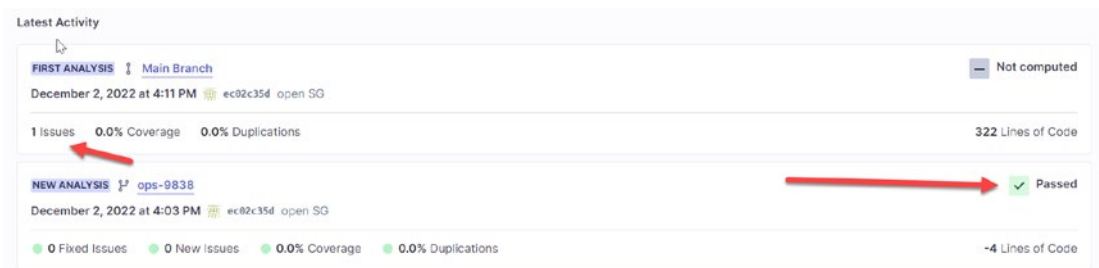 Latest Activity
FIRST ANALYSIS Main Branch
Not computed
December 2, 2022 at 4:11 PM ec02c35d open SG
1 Issues 0.0% Coverage 0.0% Duplications
322 Lines of Code
NEW ANALYSIS ops-9838
Passed
December 2, 2022 at 4:03 PM ec02c35d open SG
0 Fixed Issues 0 New Issues 0.0% Coverage 0.0% Duplications
-4 Lines of Code